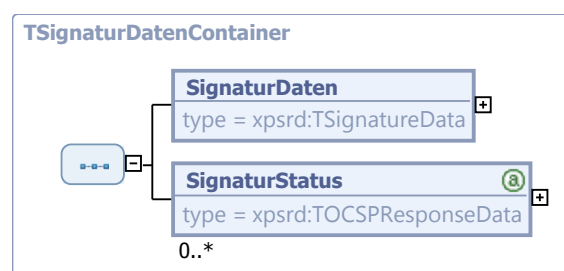 TSignaturDatenContainer
SignaturDaten
type = xpsrd:TSignatureData
SignaturStatus
a
type = xpsrd:TOCSPResponseData
0..*